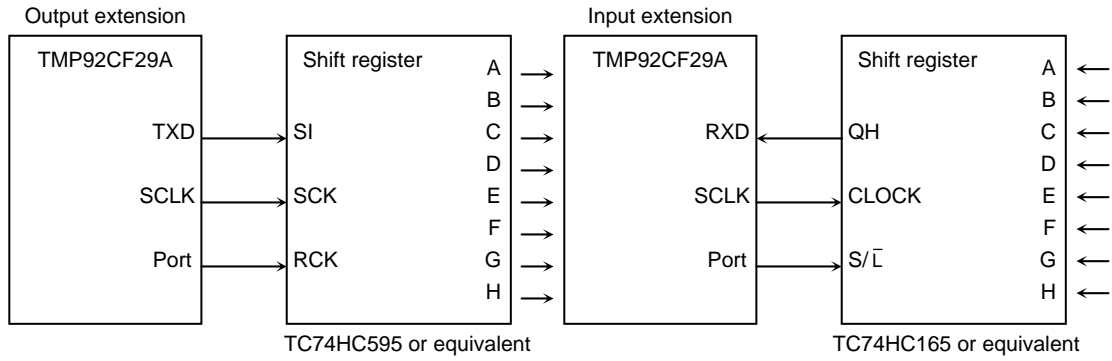 Output extension
TMP92CF29A
TXD
SCLK
Port
Shift register
SI
SCK
RCK
A
B
C
D
E
F
G
H
TC74HC595 or equivalent
Input extension
TMP92CF29A
RXD
SCLK
Port
Shift register
QH
CLOCK
S/L̅
A
B
C
D
E
F
G
H
TC74HC165 or equivalent